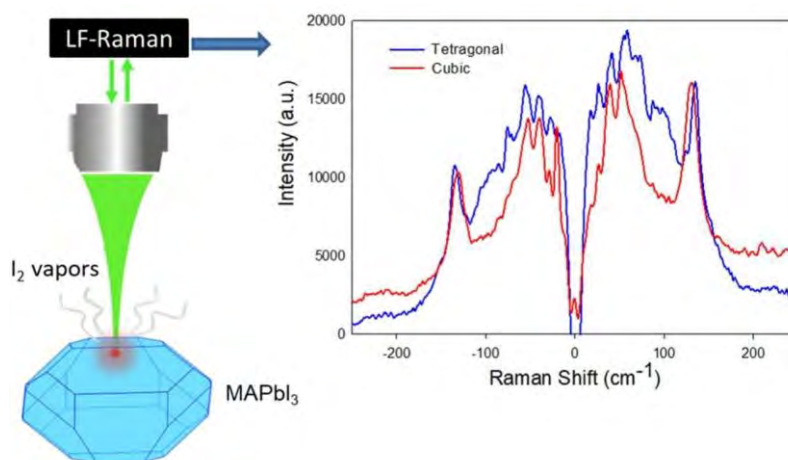 LF-Raman
I₂ vapors
MAPbI₃
20000
15000
10000
5000
0
Intensity (a.u.)
Tetragonal
Cubic
-200
-100
0
100
200
Raman Shift (cm⁻¹)